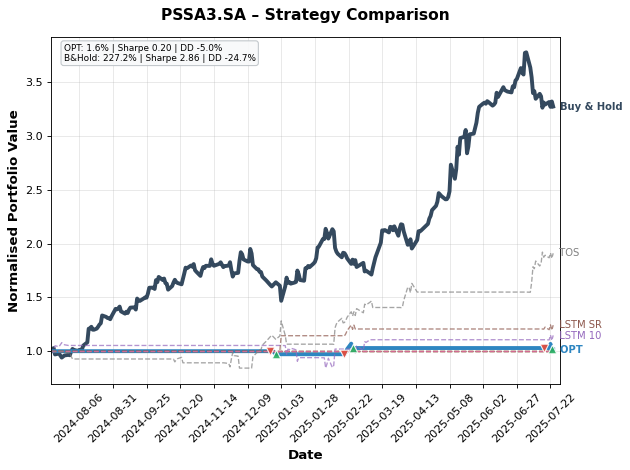 PSSA3.SA – Strategy Comparison
OPT: 1.6% | Sharpe 0.20 | DD -5.0%
B&Hold: 227.2% | Sharpe 2.86 | DD -24.7%
Normalised Portfolio Value
3.5
3.0
2.5
2.0
1.5
1.0
Buy & Hold
TOS
LSTM SR
LSTM 10
OPT
2024-08-06
2024-08-31
2024-09-25
2024-10-20
2024-11-14
2024-12-09
2025-01-03
2025-01-28
2025-02-22
2025-03-19
2025-04-13
2025-05-08
2025-06-02
2025-06-27
2025-07-22
Date